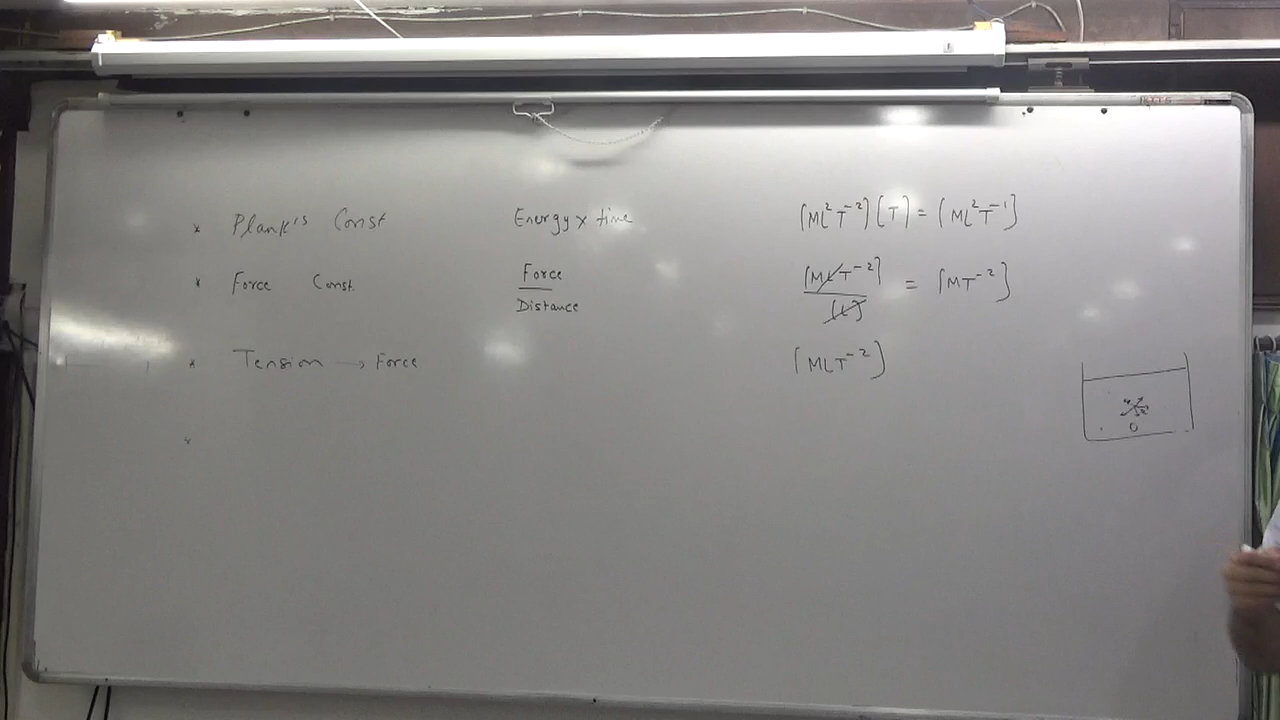 * Plank's Const Energy x time [ML²T⁻²][T] = [ML²T⁻¹]
* Force Const. Force / Distance [MLT⁻²] / [L] = [MT⁻²]
* Tension → Force [MLT⁻²]